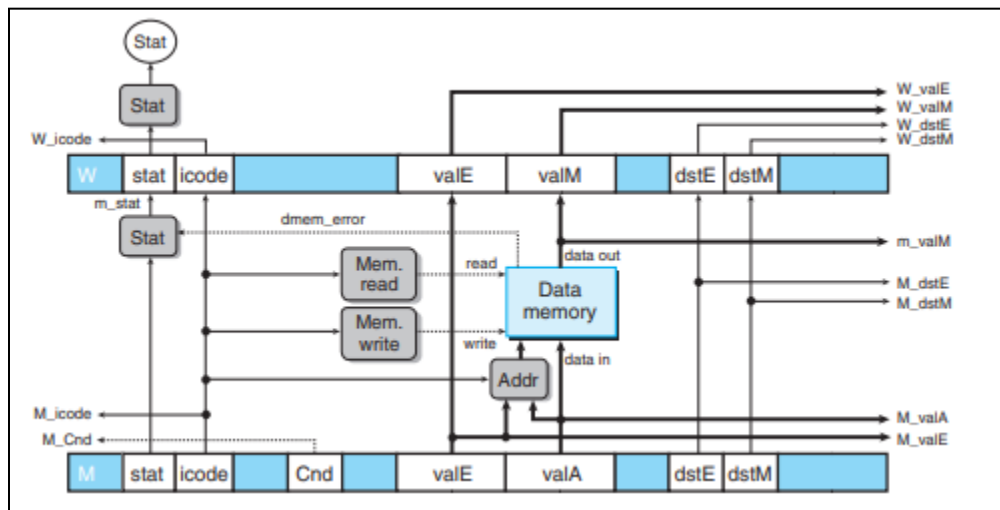 Stat
W_valE
Stat
W_valM
W_dstE
W_icode
W_dstM
W stat icode valE valM dstE dstM
m_stat
dmem_error
Stat
m_valM
data out
Mem. read
read
Data memory
M_dstE
M_dstM
Mem. write
write
data in
Addr
M_icode
M_valA
M_Cnd
M_valE
M stat icode Cnd valE valA dstE dstM